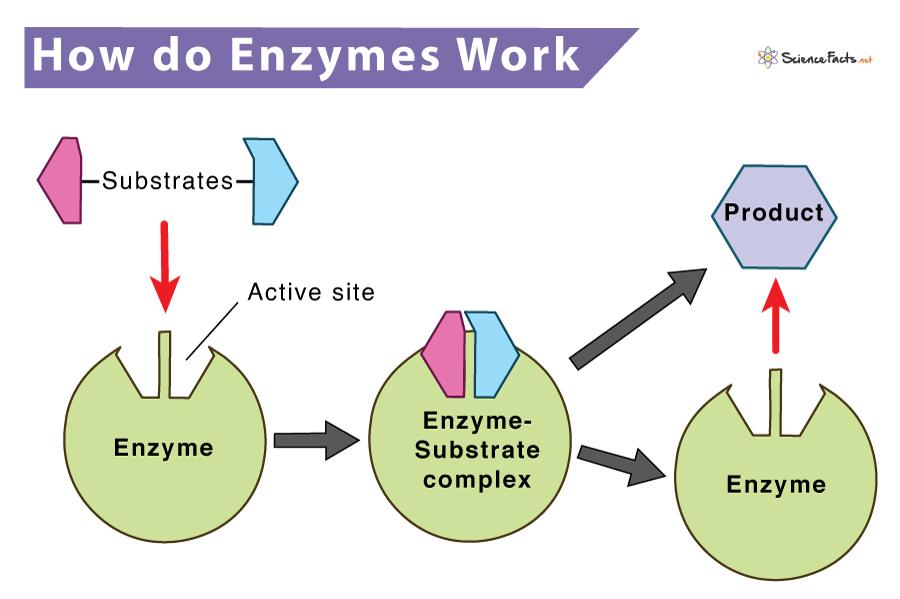 How do Enzymes Work
ScienceFacts.net
Substrates
Active site
Enzyme
Enzyme-
Substrate
complex
Product
Enzyme